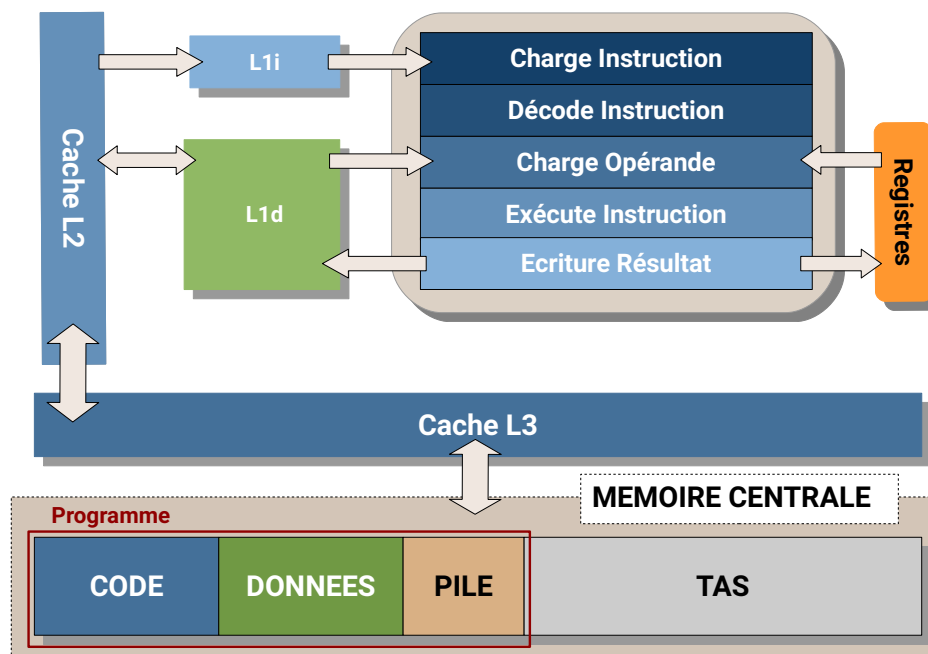 L1i
Charge Instruction
Décode Instruction
Cache L2
Charge Opérande
L1d
Registres
Exécute Instruction
Ecriture Résultat
Cache L3
MEMOIRE CENTRALE
Programme
CODE
DONNEES
PILE
TAS